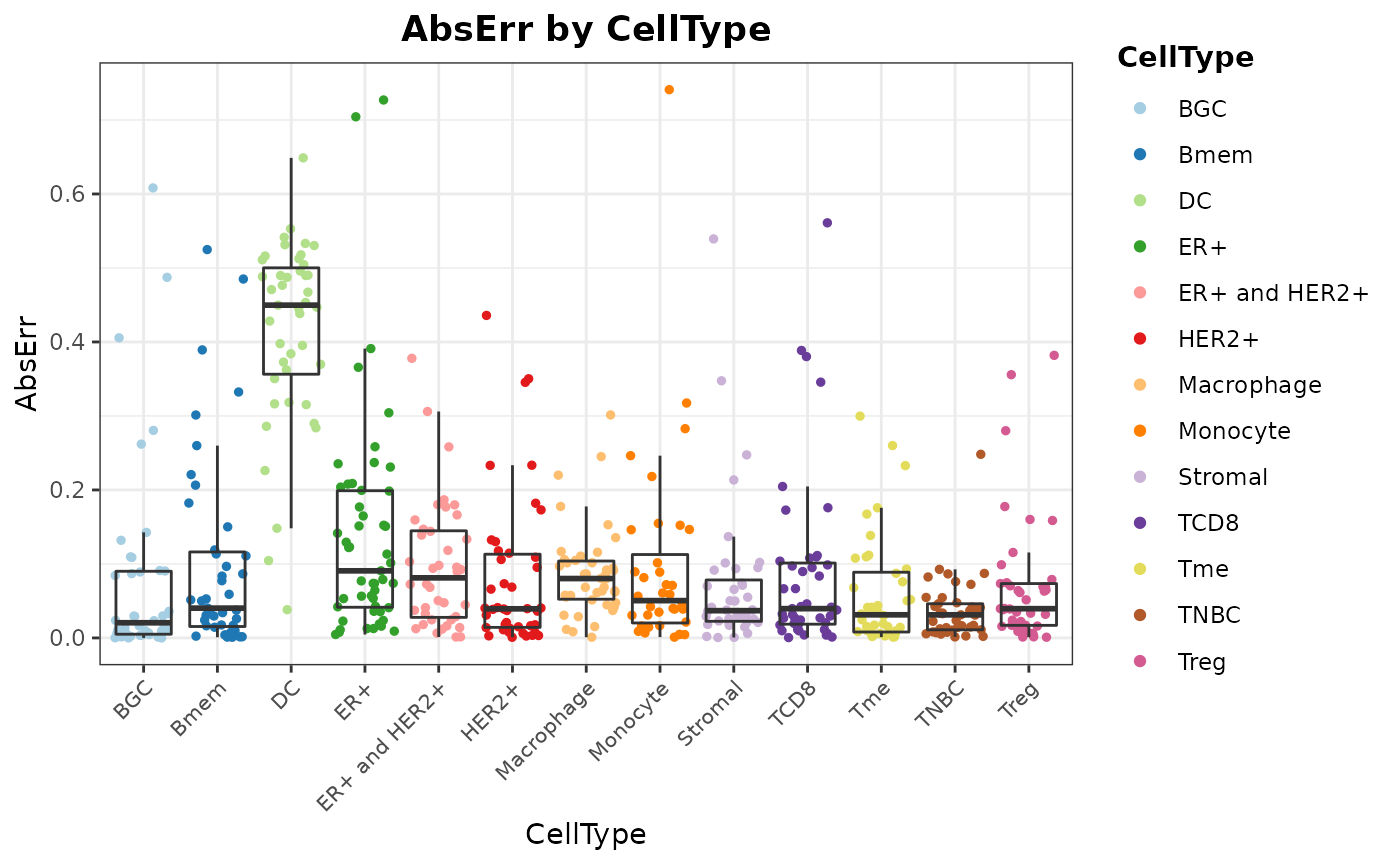 AbsErr by CellType
AbsErr
0.6
0.4
0.2
0.0
BGC
Bmem
DC
ER+
ER+ and HER2+
HER2+
Macrophage
Monocyte
Stromal
TCD8
Tme
TNBC
Treg
CellType
CellType
BGC
Bmem
DC
ER+
ER+ and HER2+
HER2+
Macrophage
Monocyte
Stromal
TCD8
Tme
TNBC
Treg